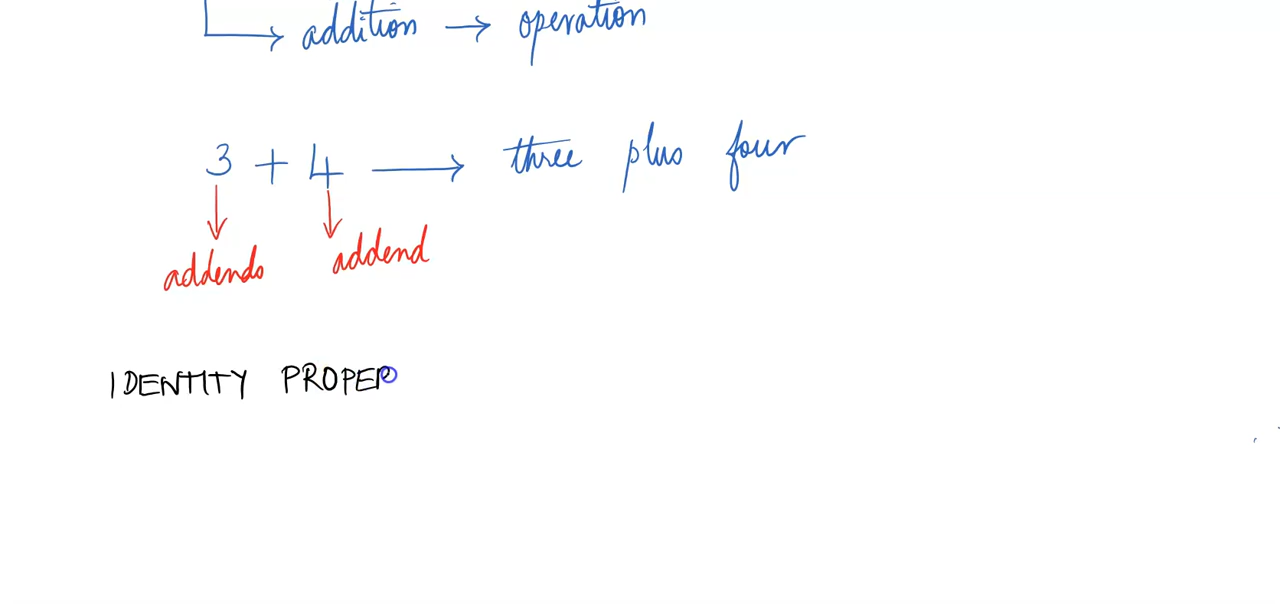 addition → operation
3 + 4 → three plus four
addends addend
IDENTITY PROPER